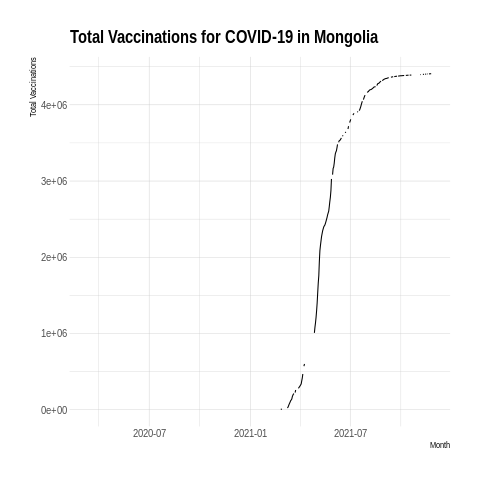 Total Vaccinations for COVID-19 in Mongolia
Total Vaccinations
4e+06
3e+06
2e+06
1e+06
0e+00
2020-07 2021-01 2021-07
Month